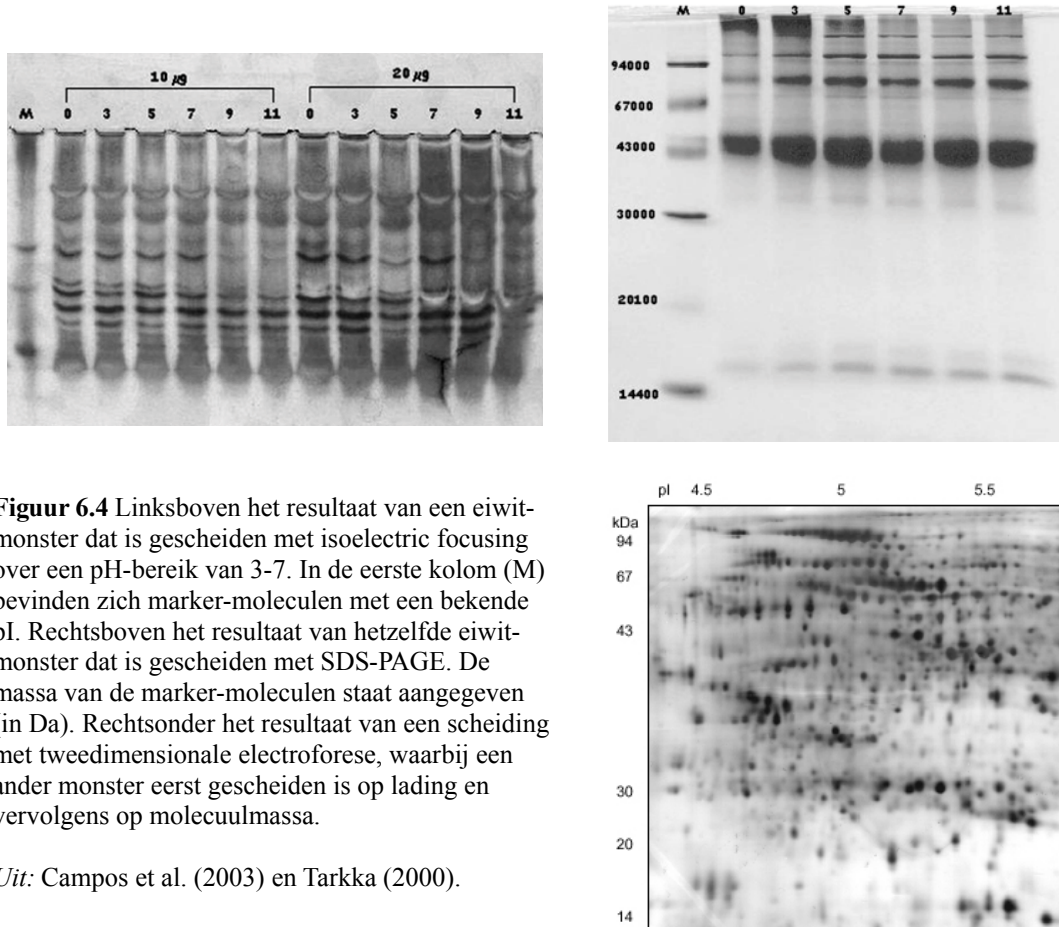 10 µg 20 µg
M 0 3 5 7 9 11 0 3 5 7 9 11
M 0 3 5 7 9 11
94000
67000
43000
30000
20100
14400
Figuur 6.4 Linksboven het resultaat van een eiwit-
monster dat is gescheiden met isoelectric focusing
over een pH-bereik van 3-7. In de eerste kolom (M)
bevinden zich marker-moleculen met een bekende
pI. Rechtsboven het resultaat van hetzelfde eiwit-
monster dat is gescheiden met SDS-PAGE. De
massa van de marker-moleculen staat aangegeven
(in Da). Rechtsonder het resultaat van een scheiding
met tweedimensionale electroforese, waarbij een
ander monster eerst gescheiden is op lading en
vervolgens op molecuulmassa.
Uit: Campos et al. (2003) en Tarkka (2000).
pI 4.5 5 5.5
kDa
94
67
43
30
20
14